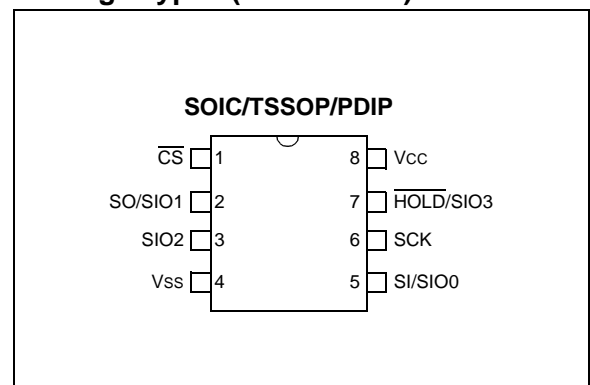 SOIC/TSSOP/PDIP
CS 1 8 Vcc
SO/SIO1 2 7 HOLD/SIO3
SIO2 3 6 SCK
Vss 4 5 SI/SIO0